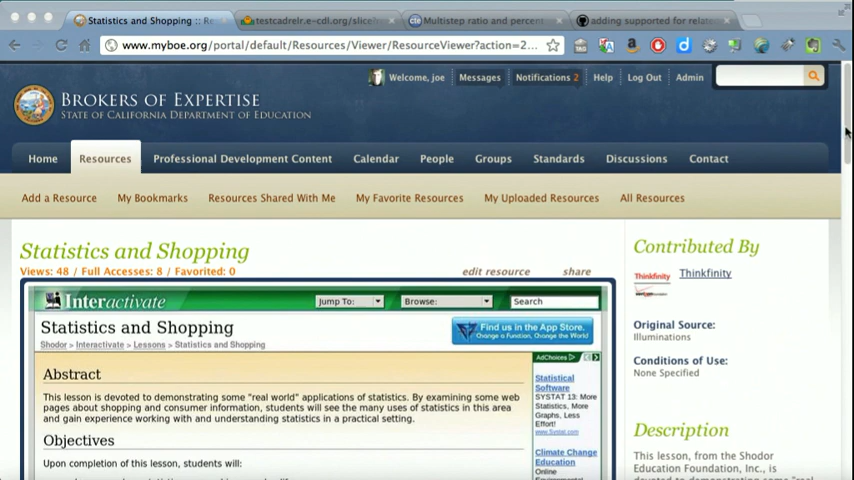 Statistics and Shopping :: Re
testcadrelr.e-cdl.org/slice?
Multistep ratio and percent
adding supported for relate
www.myboe.org/portal/default/Resources/Viewer/ResourceViewer?action=2...
Welcome, joe
Messages
Notifications 2
Help
Log Out
Admin
BROKERS OF EXPERTISE
STATE OF CALIFORNIA DEPARTMENT OF EDUCATION
Home
Resources
Professional Development Content
Calendar
People
Groups
Standards
Discussions
Contact
Add a Resource
My Bookmarks
Resources Shared With Me
My Favorite Resources
My Uploaded Resources
All Resources
Statistics and Shopping
Views: 48 / Full Accesses: 8 / Favorited: 0
edit resource
share
Interactivate
Jump To:
Browse:
Search
Statistics and Shopping
Shodor > Interactivate > Lessons > Statistics and Shopping
Find us in the App Store.
Change a Function, Change the World
Abstract
This lesson is devoted to demonstrating some "real world" applications of statistics. By examining some web
pages about shopping and consumer information, students will see the many uses of statistics in this area
and gain experience working with and understanding statistics in a practical setting.
Objectives
Upon completion of this lesson, students will:
AdChoices
Statistical
Software
SYSTAT 13: More
Statistics, More
Graphs, Less
Effort!
www.Systat.com
Climate Change
Education
Online
Contributed By
Thinkfinity
Thinkfinity
Original Source:
Illuminations
Conditions of Use:
None Specified
Description
This lesson, from the Shodor
Education Foundation, Inc., is
devoted to demonstrating some "real